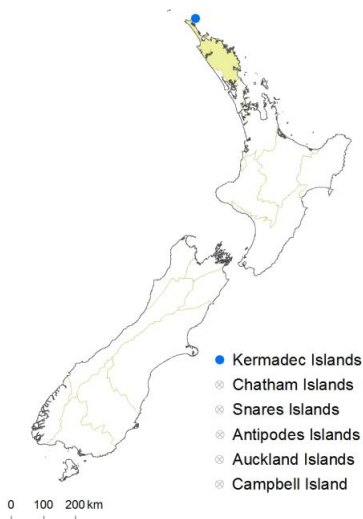 Kermadec Islands
Chatham Islands
Snares Islands
Antipodes Islands
Auckland Islands
Campbell Island
0 100 200 km